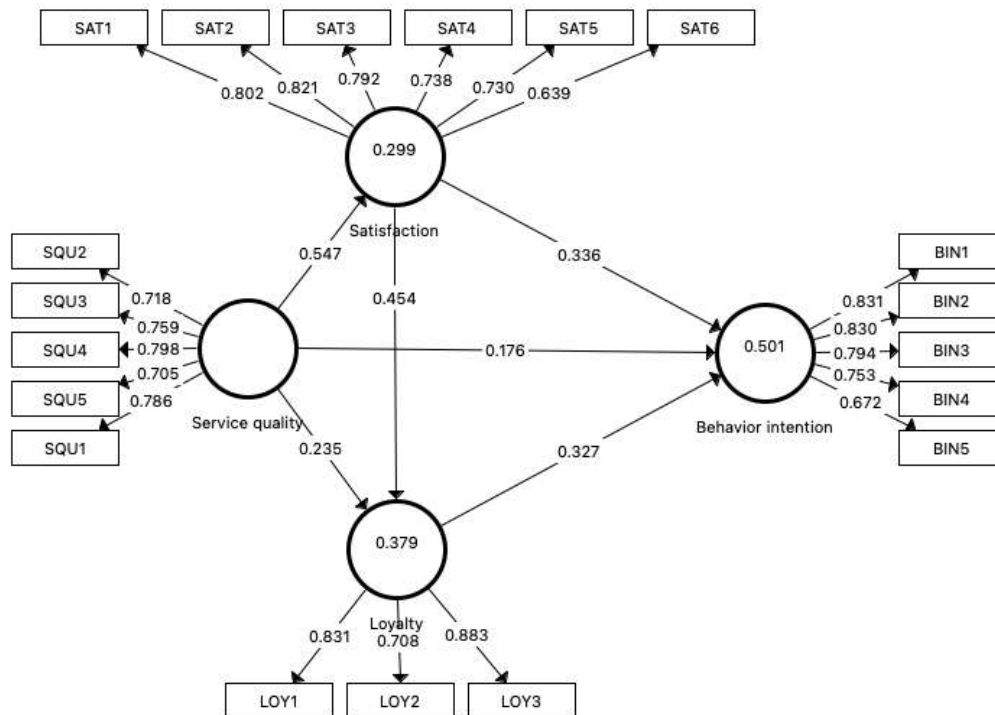 SAT1 SAT2 SAT3 SAT4 SAT5 SAT6
0.802 0.821 0.792 0.738 0.730 0.639
0.299
Satisfaction
SQU2
SQU3
SQU4
SQU5
SQU1
0.718
0.759
0.798
0.705
0.786
Service quality
0.547
0.454
0.336
0.176
0.235
0.327
0.501
Behavior intention
0.831
0.830
0.794
0.753
0.672
BIN1
BIN2
BIN3
BIN4
BIN5
0.379
Loyalty
0.831 0.708 0.883
LOY1 LOY2 LOY3